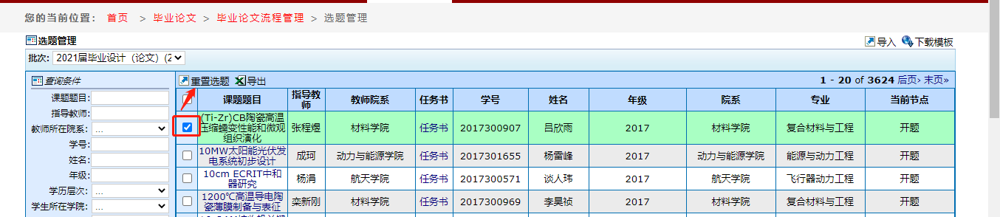 您的当前位置： 首页 > 毕业论文 > 毕业论文流程管理 > 选题管理
选题管理
导入 下载模板
批次: 2021届毕业设计（论文）(2
查询条件
重置选题 导出
1 - 20 of 3624 后页› 末页»
课题题目:
指导教师:
教师所在院系: ...
学号:
姓名:
年级:
学历层次: ...
学生所在学院: ...
课题题目 指导教师 教师院系 任务书 学号 姓名 年级 院系 专业 当前节点
(Ti-Zr)CB陶瓷高温
压缩蠕变性能和微观
组织演化
张程煜 材料学院 任务书 2017300907 吕欣雨 2017 材料学院 复合材料与工程 开题
10MW太阳能光伏发
电系统初步设计
成珂 动力与能源学院 任务书 2017301655 杨雷峰 2017 动力与能源学院 能源与动力工程 开题
10cm ECRIT中和
器研究
杨涓 航天学院 任务书 2017300571 谈人玮 2017 航天学院 飞行器动力工程 开题
1200℃高温导电陶
瓷薄膜制备与表征
栾新刚 材料学院 任务书 2017300969 李昊祯 2017 材料学院 复合材料与工程 开题